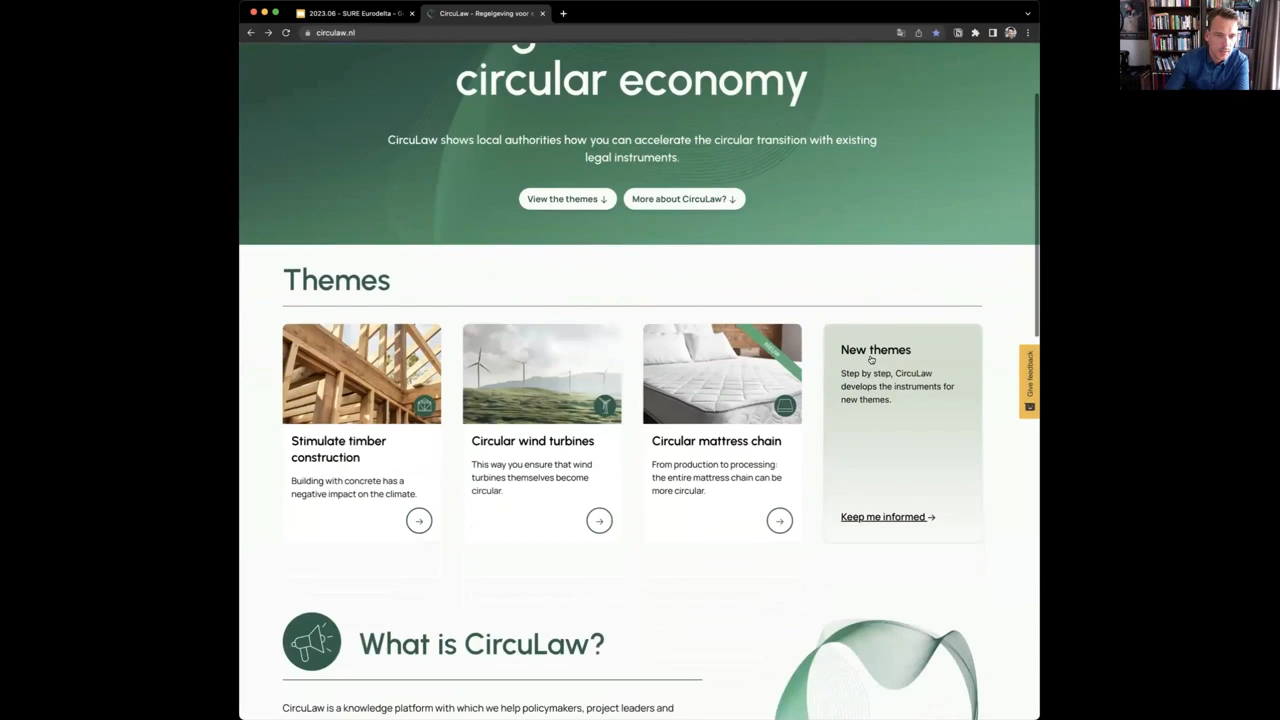 2023.06 - SURE Eurodelta - G
CircuLaw - Regelgeving voor
circulaw.nl
circular economy
CircuLaw shows local authorities how you can accelerate the circular transition with existing
legal instruments.
View the themes ↓
More about CircuLaw? ↓
Themes
Stimulate timber
construction
Building with concrete has a
negative impact on the climate.
Circular wind turbines
This way you ensure that wind
turbines themselves become
circular.
Circular mattress chain
From production to processing:
the entire mattress chain can be
more circular.
New themes
Step by step, CircuLaw
develops the instruments for
new themes.
Keep me informed →
Give feedback
What is CircuLaw?
CircuLaw is a knowledge platform with which we help policymakers, project leaders and